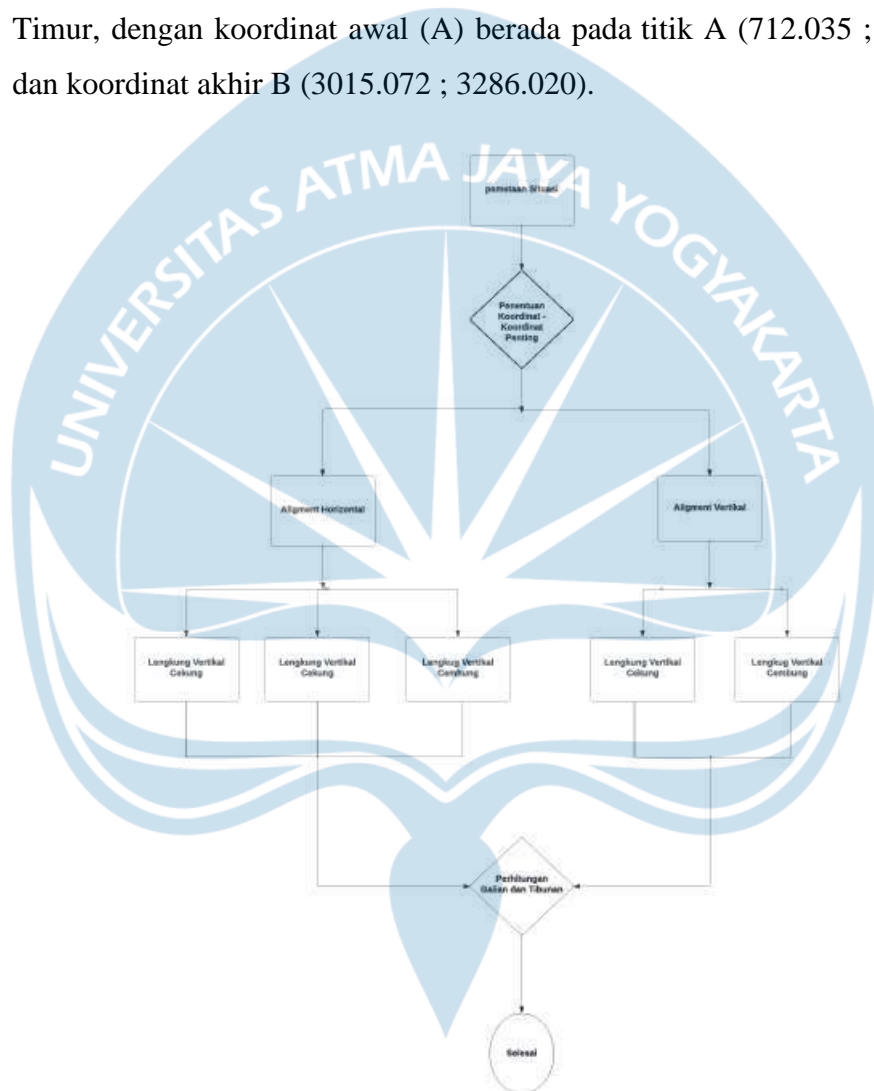 Timur, dengan koordinat awal (A) berada pada titik A (712.035 ;
dan koordinat akhir B (3015.072 ; 3286.020).
UNIVERSITAS ATMA JAYA YOGYAKARTA
pemetaan Situasi
Penentuan
Koordinat -
Koordinat
Penting
Aligment Horizontal
Aligment Vertikal
Lengkung Vertikal
Cekung
Lengkung Vertikal
Cekung
Lengkug Vertikal
Cembung
Lengkung Vertikal
Cekung
Lengkug Vertikal
Cembung
Perhitungan
Galian dan Tibunan
Selesai